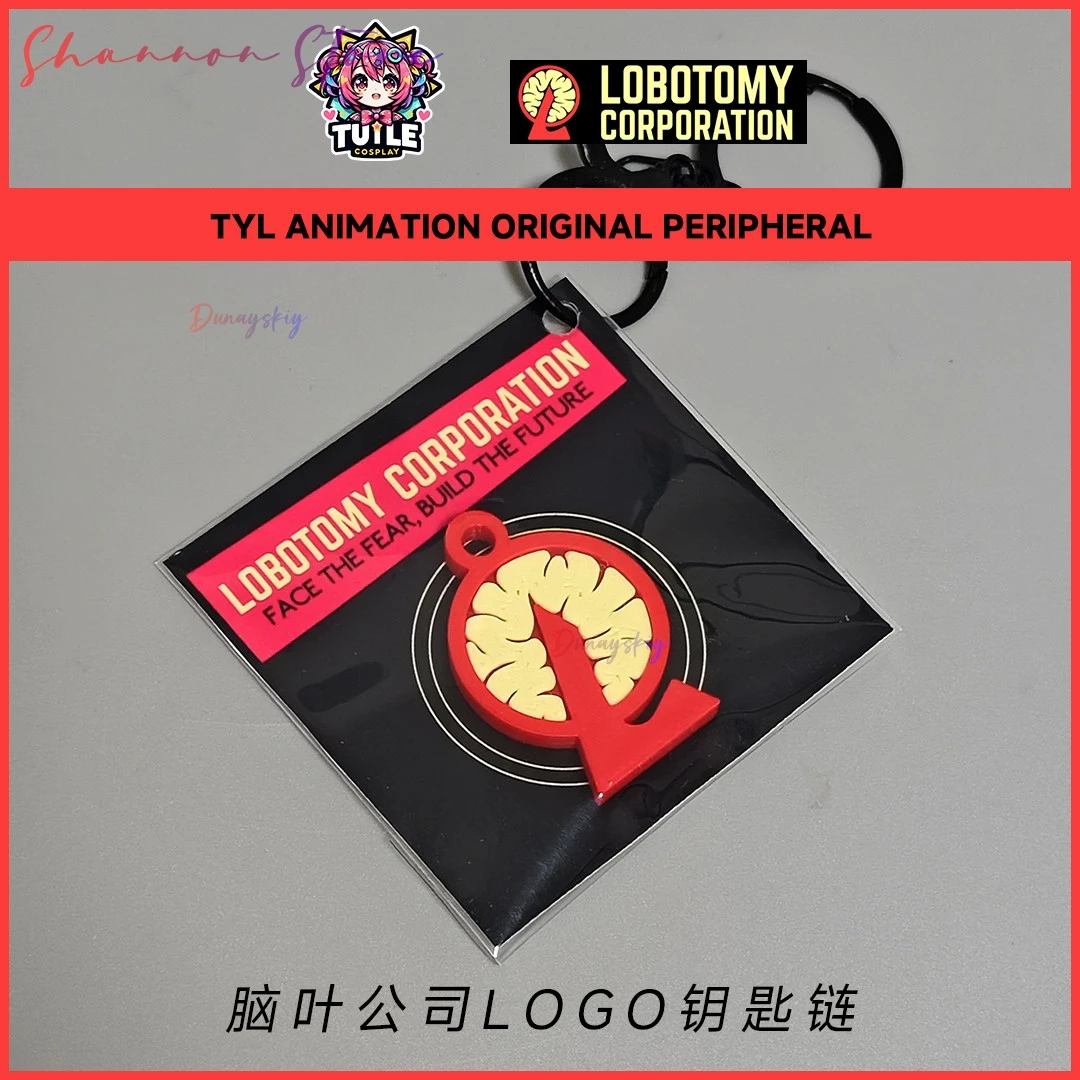 Shannon
TUTLE
COSPLAY
LOBOTOMY
CORPORATION
TYL ANIMATION ORIGINAL PERIPHERAL
Dunayskiy
LOBOTOMY CORPORATION
FACE THE FEAR, BUILD THE FUTURE
Dunayskiy
脑叶公司LOGO钥匙链